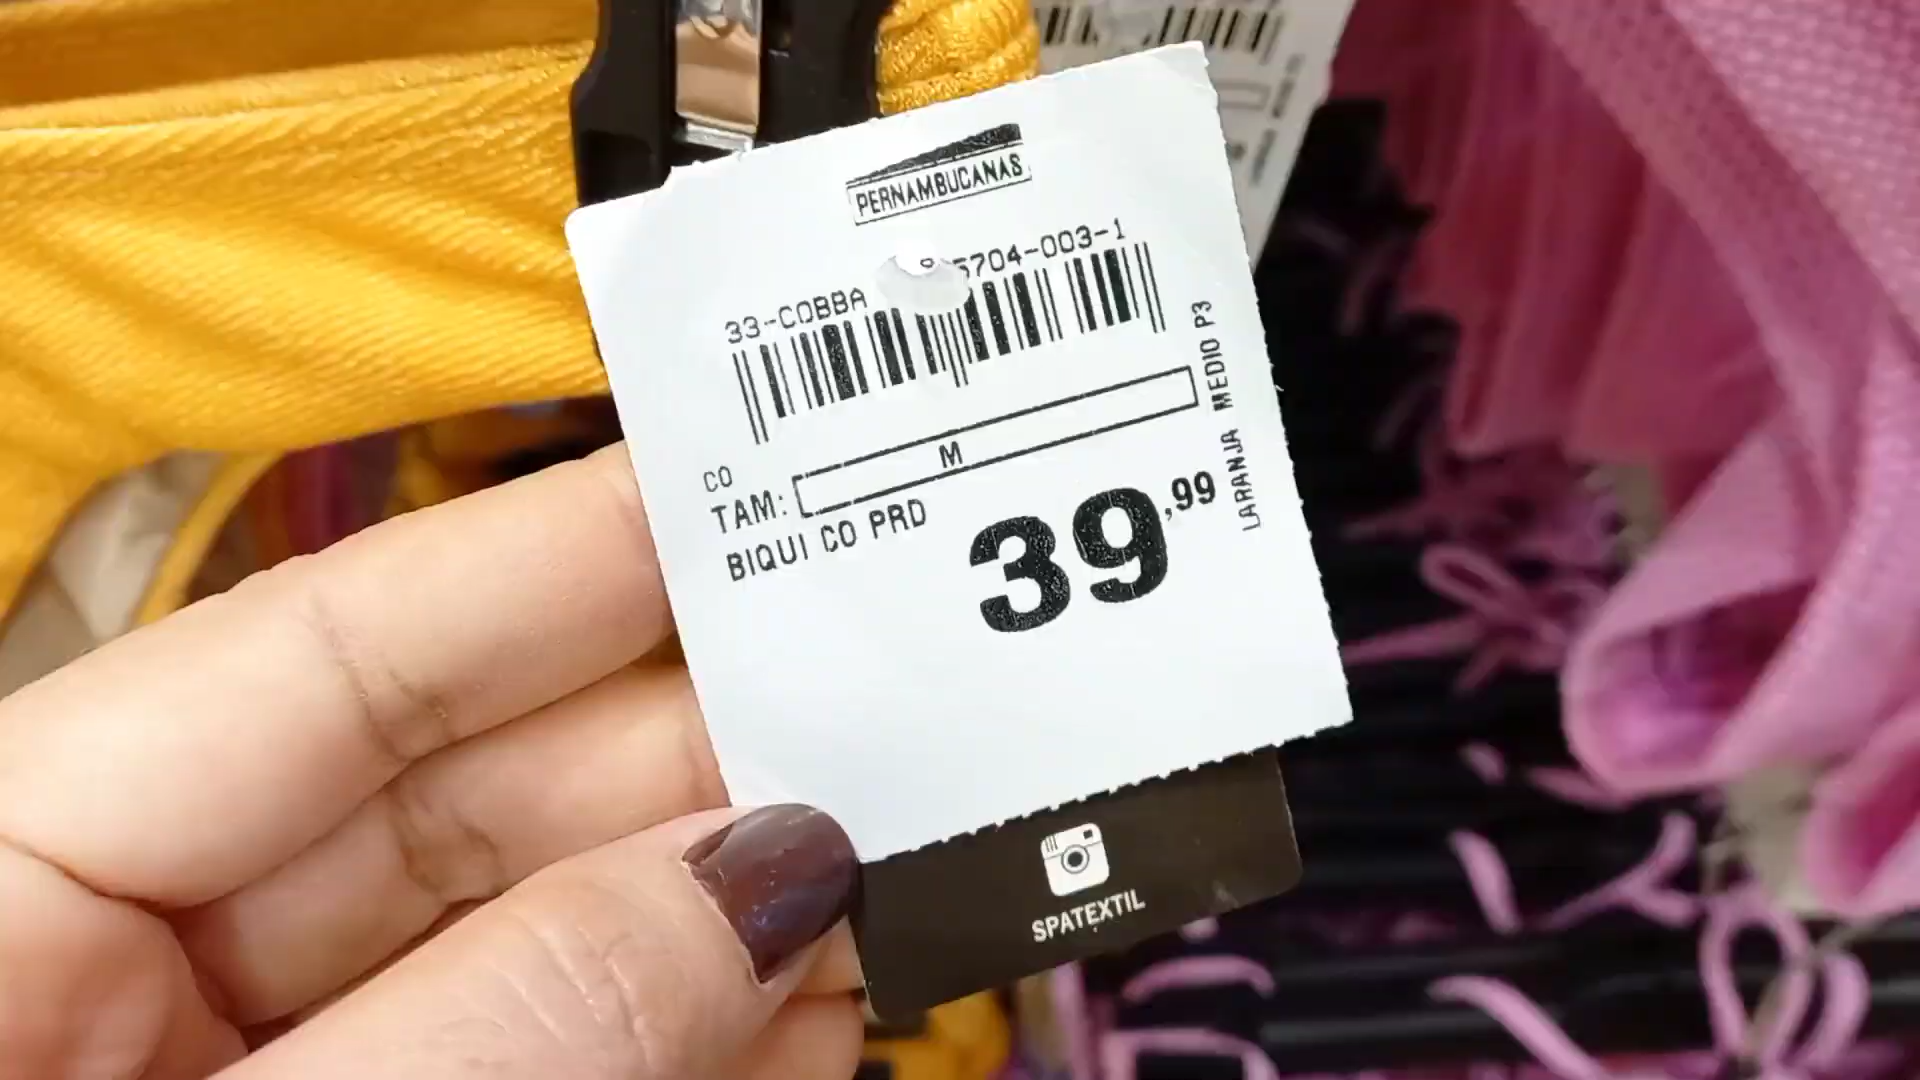 PERNAMBUCANAS
33-COBBA 5704-003-1
CO
TAM: M
BIQUI CO PRD
39,99
LARANJA MEDIO P3
SPATEXTIL